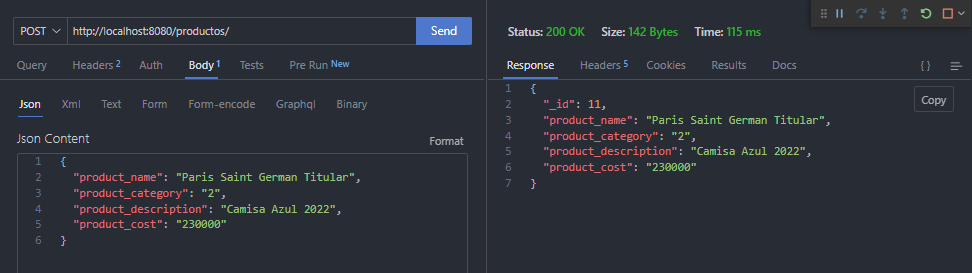 POST http://localhost:8080/productos/ Send
Query Headers 2 Auth Body 1 Tests Pre Run New
Json Xml Text Form Form-encode Graphql Binary
Json Content Format
1 {
2 "product_name": "Paris Saint German Titular",
3 "product_category": "2",
4 "product_description": "Camisa Azul 2022",
5 "product_cost": "230000"
6 }
Status: 200 OK Size: 142 Bytes Time: 115 ms
Response Headers 5 Cookies Results Docs { }
Copy
1 {
2 "_id": 11,
3 "product_name": "Paris Saint German Titular",
4 "product_category": "2",
5 "product_description": "Camisa Azul 2022",
6 "product_cost": "230000"
7 }